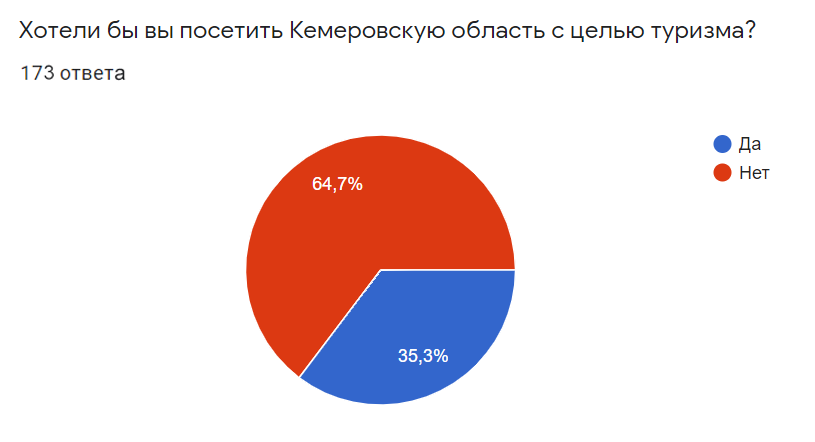 Хотели бы вы посетить Кемеровскую область с целью туризма?
173 ответа
Да
Нет
64,7%
35,3%